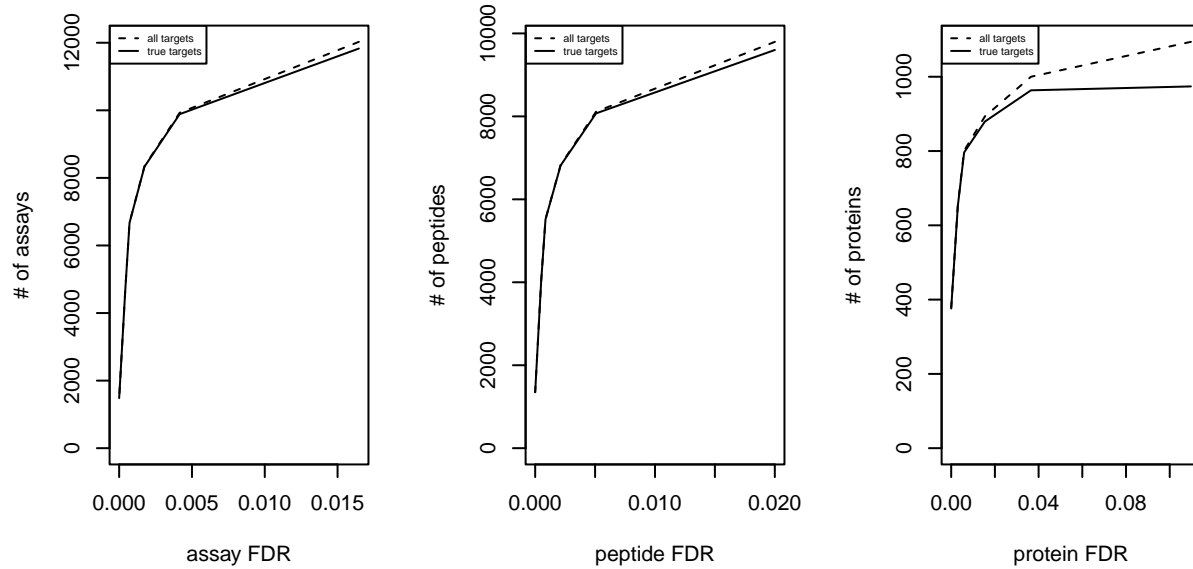 all targets
true targets
# of assays
0
2000
4000
6000
8000
12000
0.000 0.005 0.010 0.015
assay FDR
all targets
true targets
# of peptides
0
2000
4000
6000
8000
10000
0.000 0.010 0.020
peptide FDR
all targets
true targets
# of proteins
0
200
400
600
800
1000
0.00 0.04 0.08
protein FDR